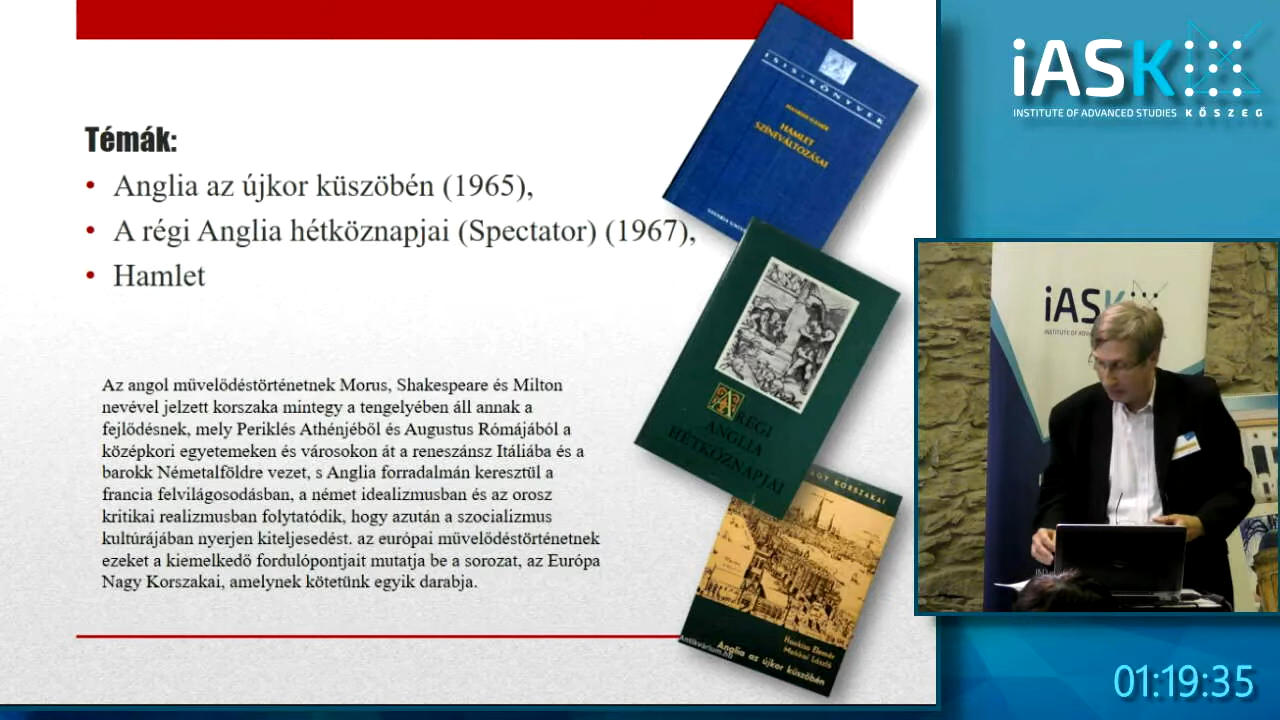 Témák:
• Anglia az újkor küszöbén (1965),
• A régi Anglia hétköznapjai (Spectator) (1967),
• Hamlet
Az angol művelődéstörténetnek Morus, Shakespeare és Milton
nevével jelzett korszaka mintegy a tengelyében áll annak a
fejlődésnek, mely Periklés Athénjéből és Augustus Rómájából a
középkori egyetemeken és városokon át a reneszánsz Itáliába és a
barokk Németalföldre vezet, s Anglia forradalmán keresztül a
francia felvilágosodásban, a német idealizmusban és az orosz
kritikai realizmusban folytatódik, hogy azután a szocializmus
kultúrájában nyerjen kiteljesedést. az európai művelődéstörténetnek
ezeket a kiemelkedő fordulópontjait mutatja be a sorozat, az Európa
Nagy Korszakai, amelynek kötetünk egyik darabja.
ISIS-KÖNYVEK
HAMLET
SZÍNEVÁLTOZÁSAI
A RÉGI
ANGLIA
HÉTKÖZNAPJAI
NAGY KORSZAKAI
Hankiss Elemér
Makkai László
Anglia az újkor küszöbén
Antikvárium.hu
iASK
INSTITUTE OF ADVANCED STUDIES KŐSZEG
iASK
01:19:35